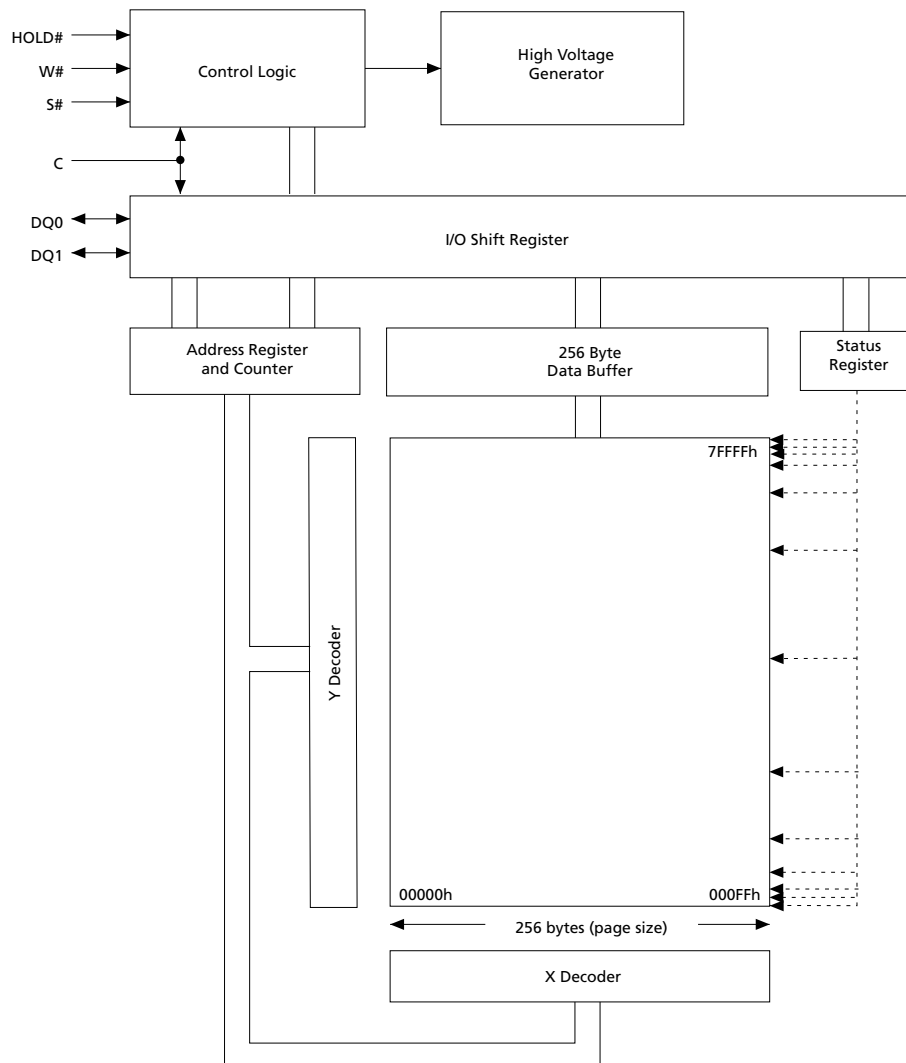 HOLD#
W#
S#
Control Logic
High Voltage
Generator
C
DQ0
DQ1
I/O Shift Register
Address Register
and Counter
256 Byte
Data Buffer
Status
Register
7FFFFh
Y Decoder
00000h
000FFh
256 bytes (page size)
X Decoder